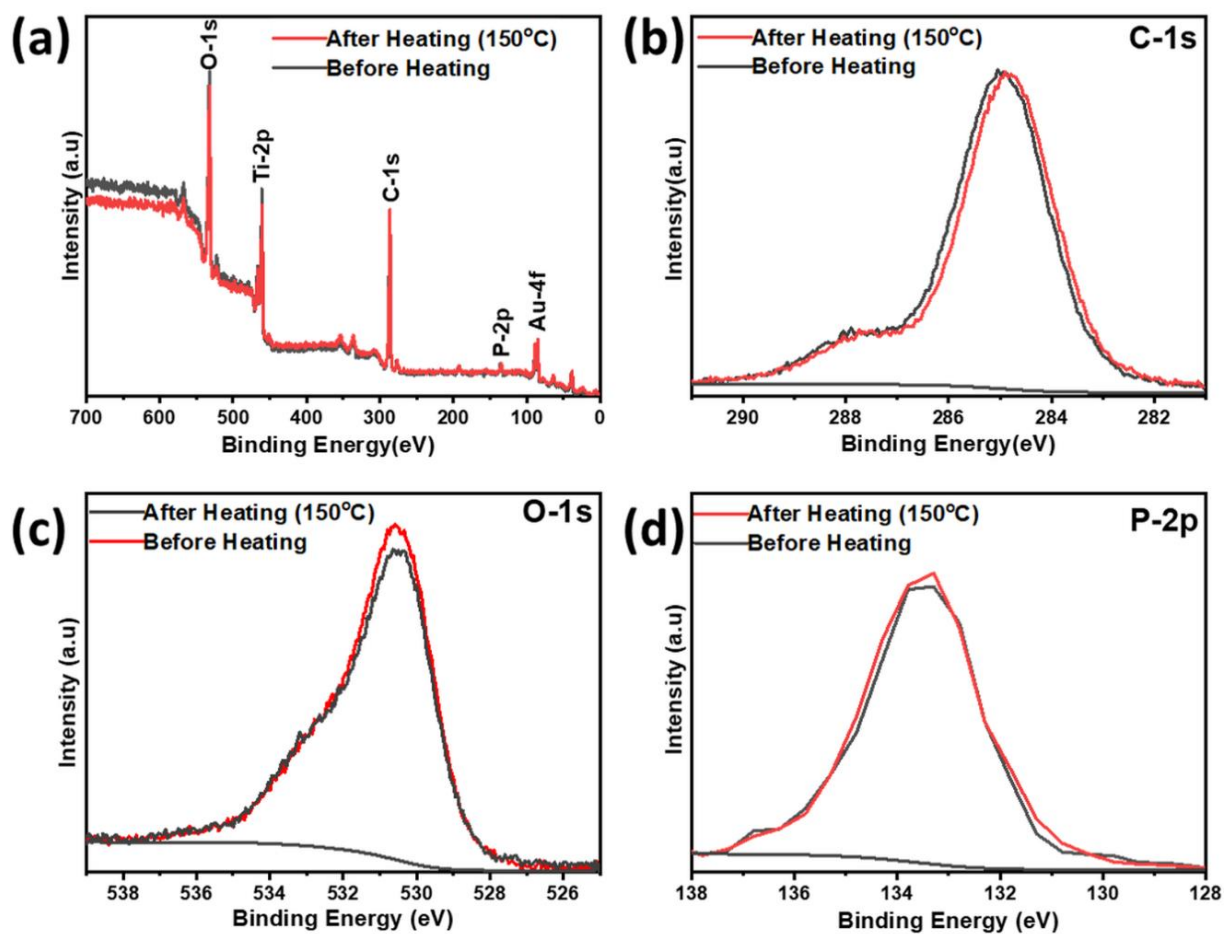 (a)
After Heating (150°C)
Before Heating
O-1s
Ti-2p
C-1s
P-2p
Au-4f
Intensity (a.u)
700 600 500 400 300 200 100 0
Binding Energy(eV)
(b)
After Heating (150°C)
Before Heating
C-1s
Intensity(a.u)
290 288 286 284 282
Binding Energy(eV)
(c)
After Heating (150°C)
Before Heating
O-1s
Intensity (a.u)
538 536 534 532 530 528 526
Binding Energy (eV)
(d)
After Heating (150°C)
Before Heating
P-2p
Intensity (a.u)
138 136 134 132 130 128
Binding Energy (eV)